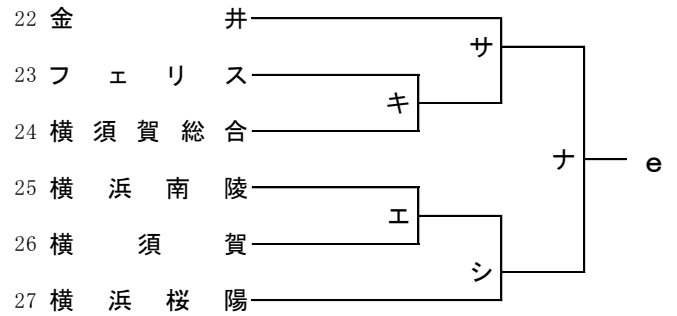 22 金井
サ
23 フェリス
キ
24 横須賀総合
ナ e
25 横浜南陵
エ
26 横須賀
シ
27 横浜桜陽